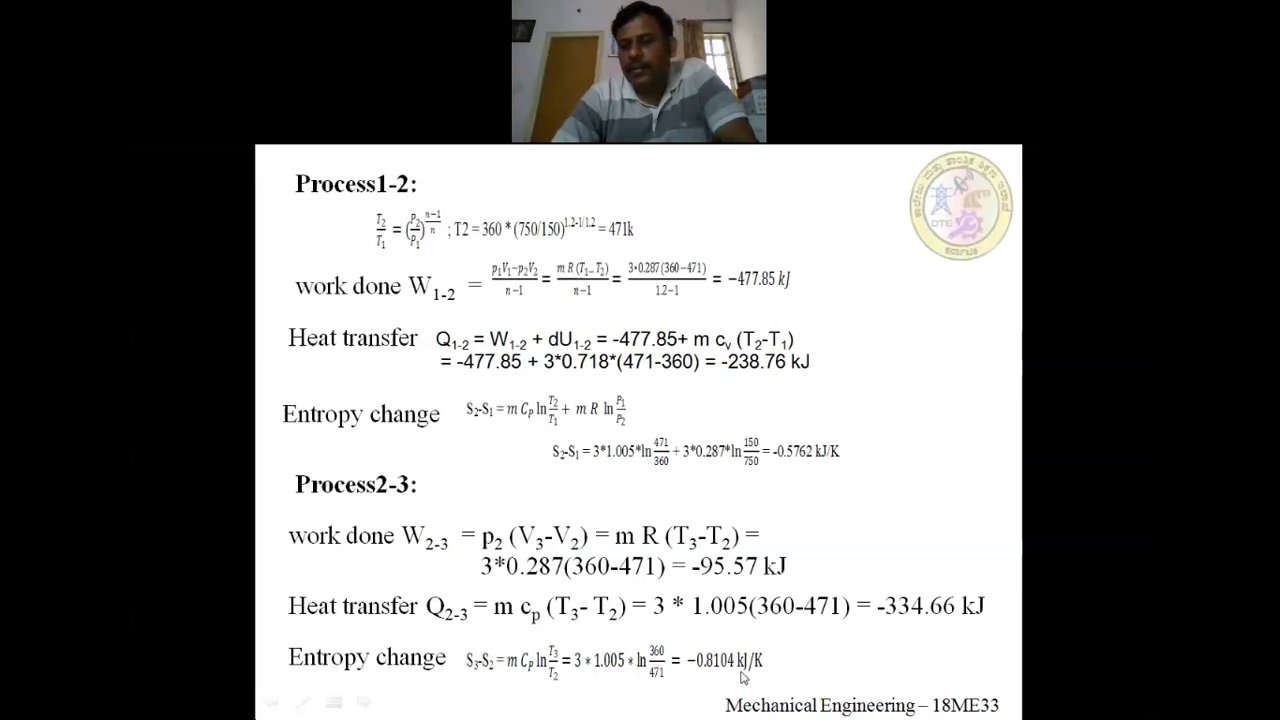 Process1-2:
T2/T1 = (P2/P1)^(n−1/n) ; T2 = 360 * (750/150)^1.2-1/1.2 = 471k
work done W1-2 = p1V1−p2V2/n−1 = m R (T1−T2)/n−1 = 3*0.287(360−471)/1.2−1 = −477.85 kJ
Heat transfer Q1-2 = W1-2 + dU1-2 = -477.85+ m cv (T2-T1)
= -477.85 + 3*0.718*(471-360) = -238.76 kJ
Entropy change S2-S1 = m CP ln T2/T1 + m R ln P1/P2
S2-S1 = 3*1.005*ln 471/360 + 3*0.287*ln 150/750 = -0.5762 kJ/K
Process2-3:
work done W2-3 = p2 (V3-V2) = m R (T3-T2) =
3*0.287(360-471) = -95.57 kJ
Heat transfer Q2-3 = m cp (T3- T2) = 3 * 1.005(360-471) = -334.66 kJ
Entropy change S3-S2 = m CP ln T3/T2 = 3 * 1.005 * ln 360/471 = −0.8104 kJ/K
Mechanical Engineering – 18ME33
DTE